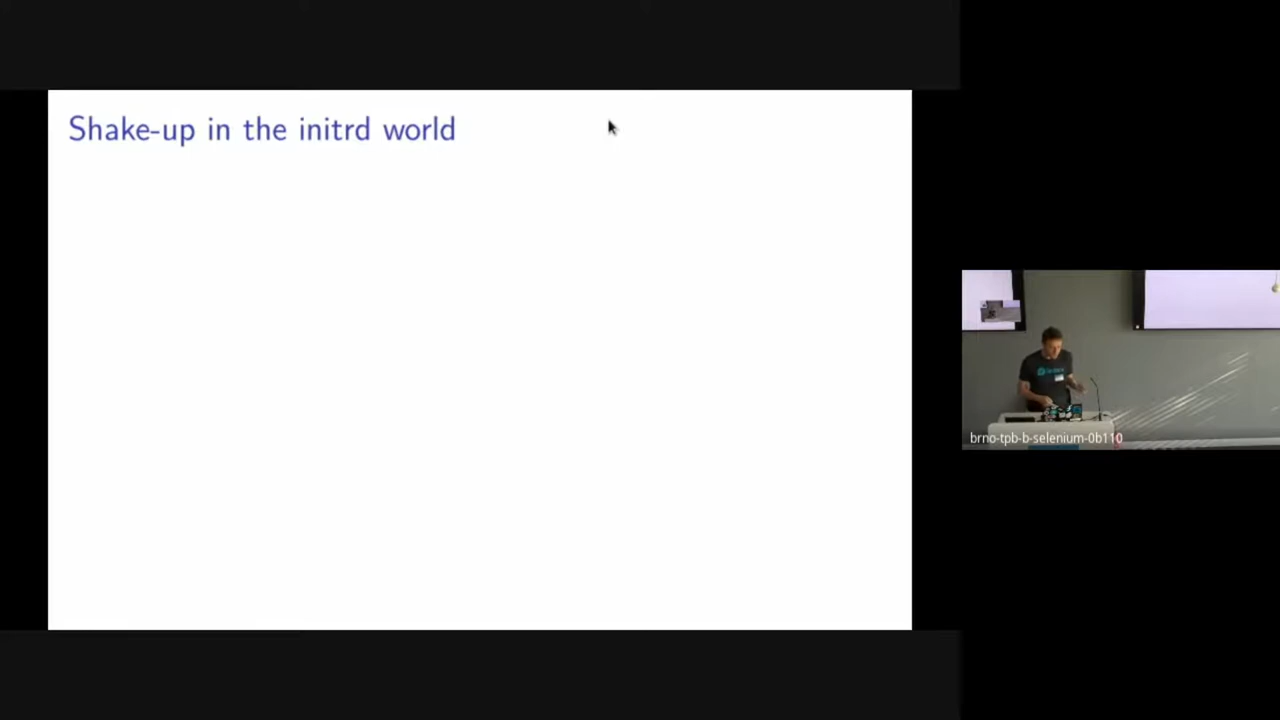 Shake-up in the initrd world
brno-tpb-b-selenium-0b110